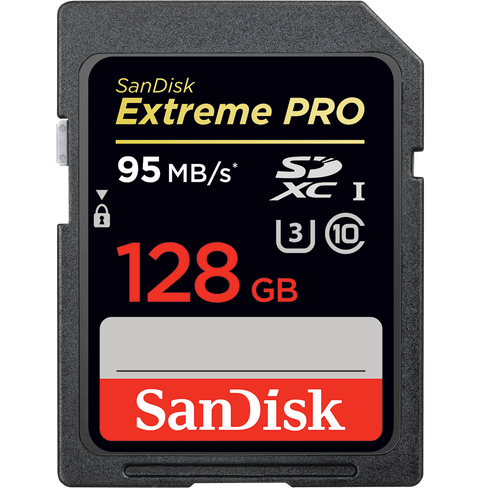 SanDisk
Extreme PRO
95 MB/s*
SD XC I
3 10
128 GB
SanDisk